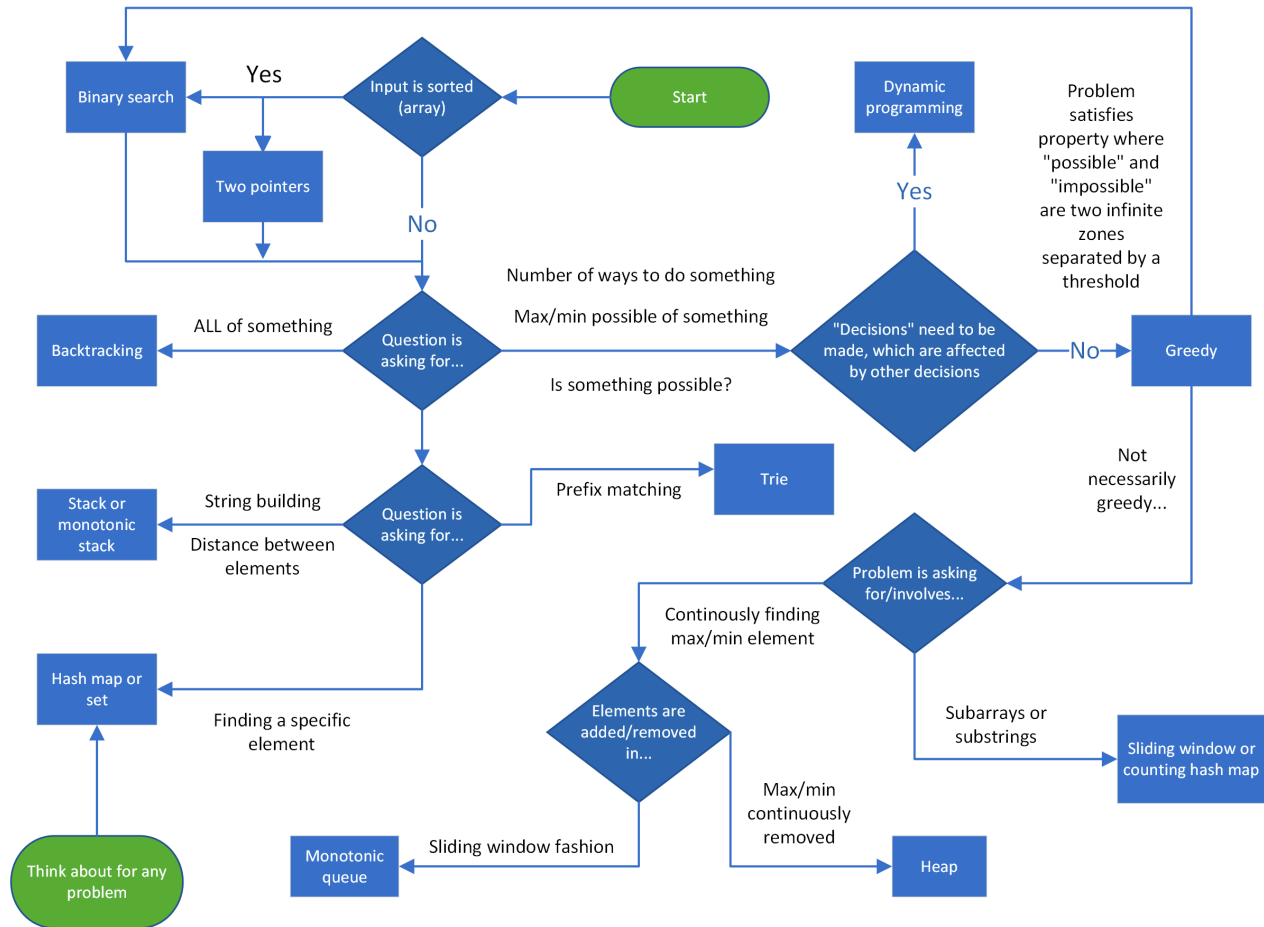 Yes
Binary search
Input is sorted
(array)
Start
Dynamic
programming
Problem
satisfies
property where
"possible" and
"impossible"
are two infinite
zones
separated by a
threshold
Two pointers
Yes
No
Number of ways to do something
Max/min possible of something
Is something possible?
ALL of something
Backtracking
Question is
asking for...
"Decisions" need to be
made, which are affected
by other decisions
No
Greedy
Not
necessarily
greedy...
Stack or
monotonic
stack
String building
Distance between
elements
Question is
asking for...
Prefix matching
Trie
Problem is asking
for/involves...
Continously finding
max/min element
Hash map or
set
Finding a specific
element
Elements are
added/removed
in...
Subarrays or
substrings
Sliding window or
counting hash map
Max/min
continuously
removed
Think about for any
problem
Monotonic
queue
Sliding window fashion
Heap